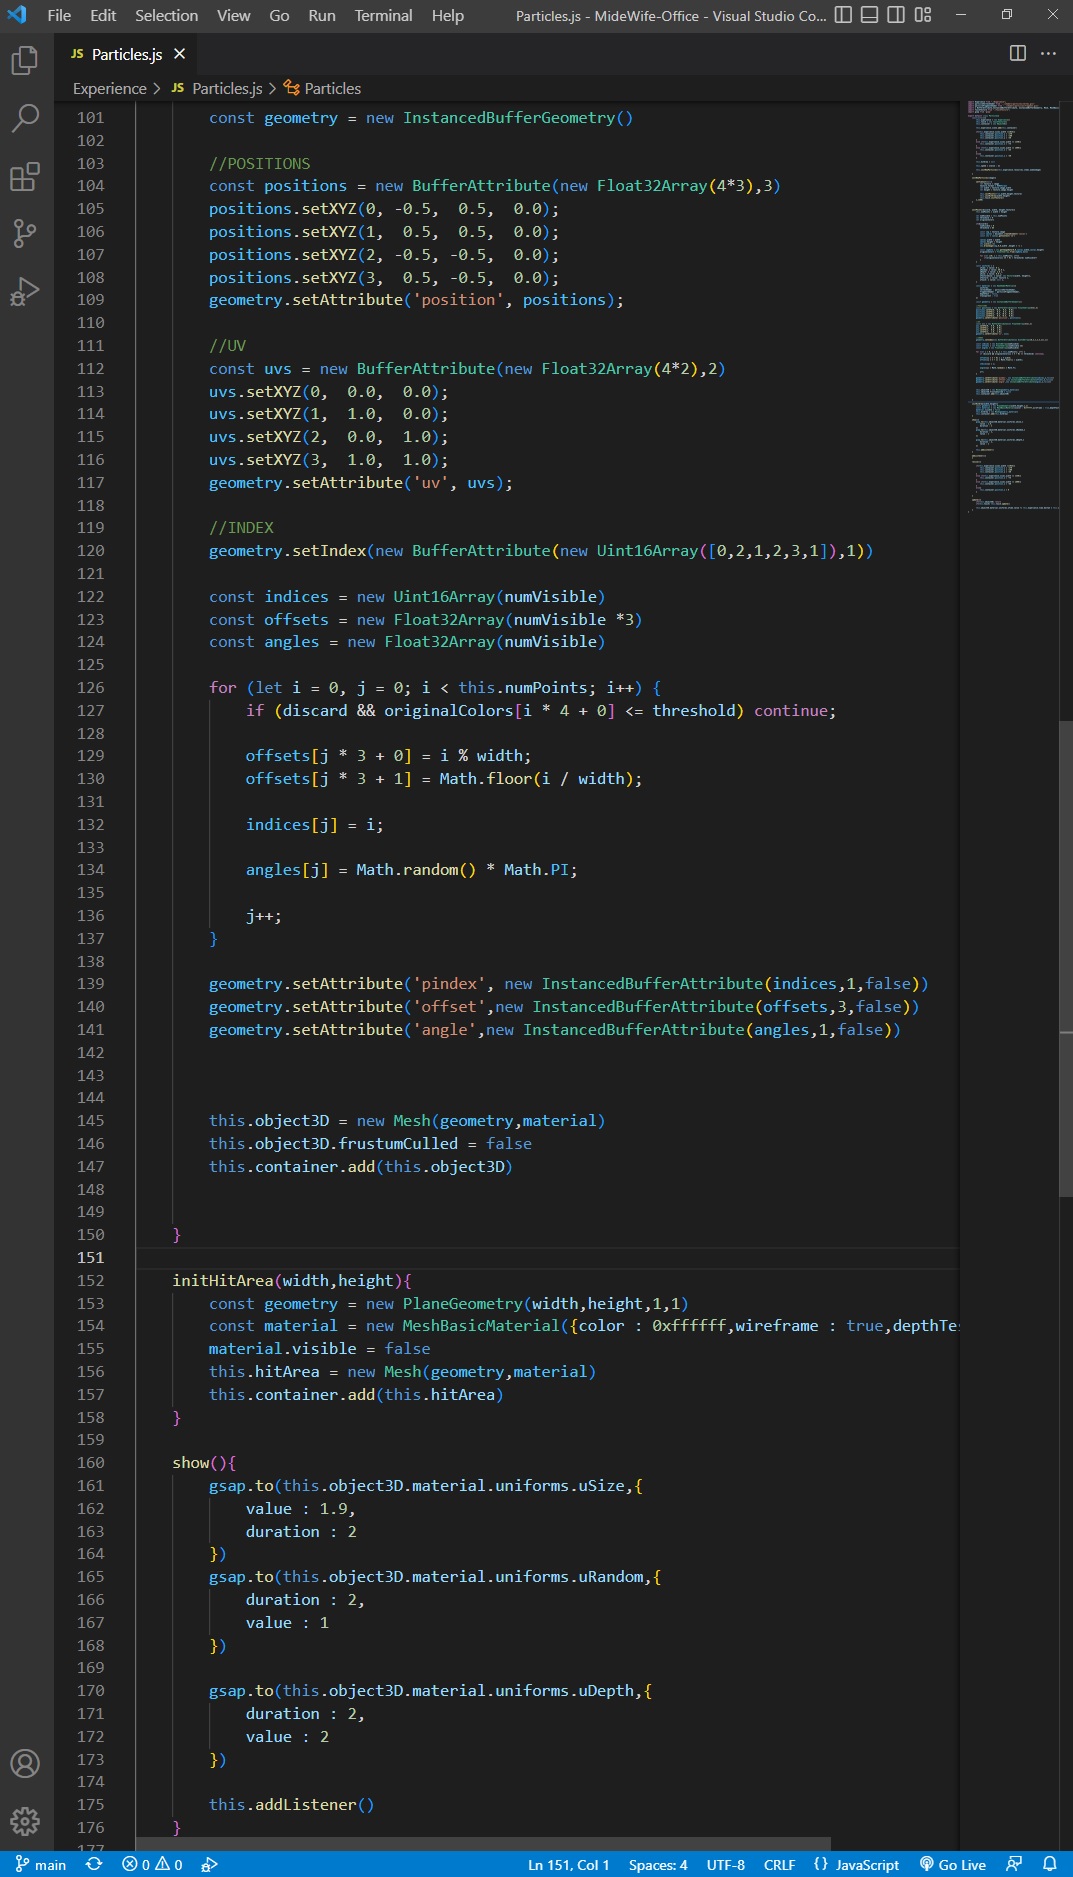 File Edit Selection View Go Run Terminal Help Particles.js - MideWife-Office - Visual Studio Co...
JS Particles.js
Experience > JS Particles.js > Particles
101 const geometry = new InstancedBufferGeometry()
102
103 //POSITIONS
104 const positions = new BufferAttribute(new Float32Array(4*3),3)
105 positions.setXYZ(0, -0.5,  0.5,  0.0);
106 positions.setXYZ(1,  0.5,  0.5,  0.0);
107 positions.setXYZ(2, -0.5, -0.5,  0.0);
108 positions.setXYZ(3,  0.5, -0.5,  0.0);
109 geometry.setAttribute('position', positions);
110
111 //UV
112 const uvs = new BufferAttribute(new Float32Array(4*2),2)
113 uvs.setXYZ(0,  0.0,  0.0);
114 uvs.setXYZ(1,  1.0,  0.0);
115 uvs.setXYZ(2,  0.0,  1.0);
116 uvs.setXYZ(3,  1.0,  1.0);
117 geometry.setAttribute('uv', uvs);
118
119 //INDEX
120 geometry.setIndex(new BufferAttribute(new Uint16Array([0,2,1,2,3,1]),1))
121
122 const indices = new Uint16Array(numVisible)
123 const offsets = new Float32Array(numVisible *3)
124 const angles = new Float32Array(numVisible)
125
126 for (let i = 0, j = 0; i < this.numPoints; i++) {
127 if (discard && originalColors[i * 4 + 0] <= threshold) continue;
128
129 offsets[j * 3 + 0] = i % width;
130 offsets[j * 3 + 1] = Math.floor(i / width);
131
132 indices[j] = i;
133
134 angles[j] = Math.random() * Math.PI;
135
136 j++;
137 }
138
139 geometry.setAttribute('pindex', new InstancedBufferAttribute(indices,1,false))
140 geometry.setAttribute('offset',new InstancedBufferAttribute(offsets,3,false))
141 geometry.setAttribute('angle',new InstancedBufferAttribute(angles,1,false))
142
143
144
145 this.object3D = new Mesh(geometry,material)
146 this.object3D.frustumCulled = false
147 this.container.add(this.object3D)
148
149
150 }
151
152 initHitArea(width,height){
153 const geometry = new PlaneGeometry(width,height,1,1)
154 const material = new MeshBasicMaterial({color : 0xffffff,wireframe : true,depthTe
155 material.visible = false
156 this.hitArea = new Mesh(geometry,material)
157 this.container.add(this.hitArea)
158 }
159
160 show(){
161 gsap.to(this.object3D.material.uniforms.uSize,{
162 value : 1.9,
163 duration : 2
164 })
165 gsap.to(this.object3D.material.uniforms.uRandom,{
166 duration : 2,
167 value : 1
168 })
169
170 gsap.to(this.object3D.material.uniforms.uDepth,{
171 duration : 2,
172 value : 2
173 })
174
175 this.addListener()
176 }
177
main 0 0 Ln 151, Col 1 Spaces: 4 UTF-8 CRLF {} JavaScript Go Live